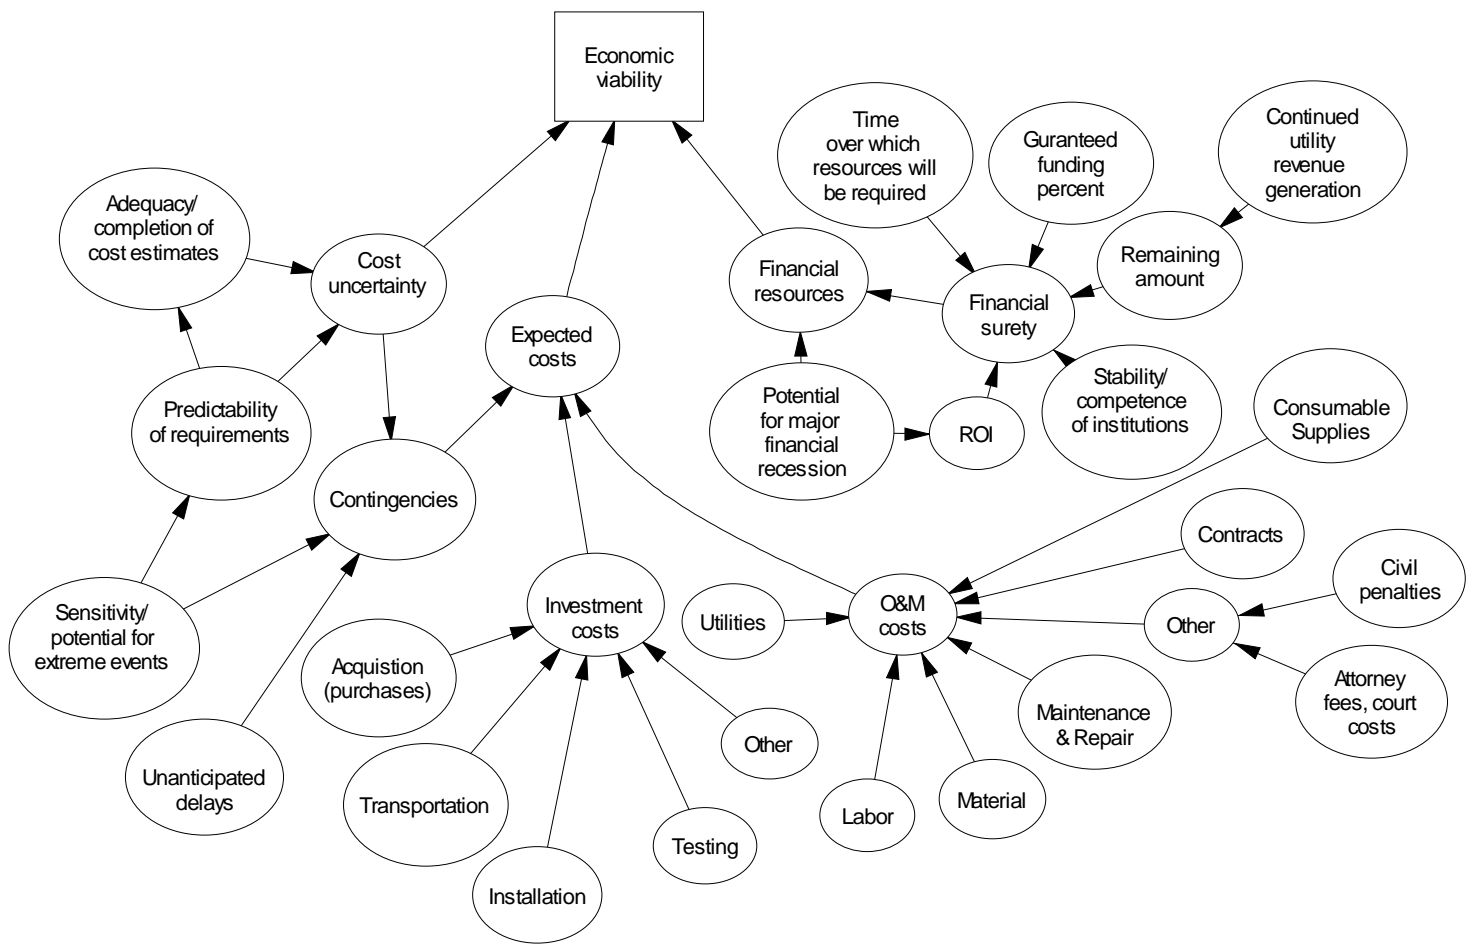 Economic
viability
Time
over which
resources will
be required
Guranteed
funding
percent
Continued
utility
revenue
generation
Adequacy/
completion of
cost estimates
Cost
uncertainty
Financial
resources
Remaining
amount
Financial
surety
Expected
costs
Predictability
of requirements
Potential
for major
financial
recession
ROI
Stability/
competence
of institutions
Consumable
Supplies
Contingencies
Contracts
Sensitivity/
potential for
extreme events
Investment
costs
Utilities
O&M
costs
Other
Civil
penalties
Acquistion
(purchases)
Attorney
fees, court
costs
Maintenance
& Repair
Other
Unanticipated
delays
Transportation
Material
Labor
Testing
Installation